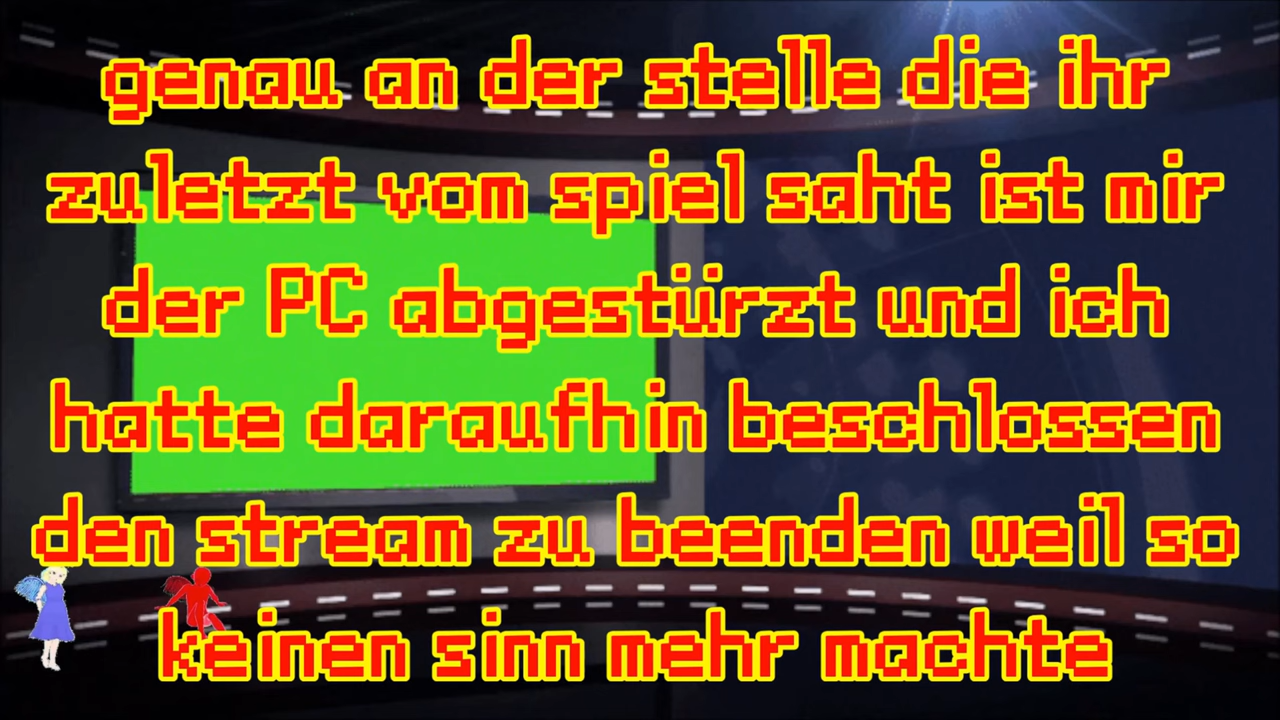 genau an der stelle die ihr
zuletzt vom spiel saht ist mir
der PC abgestürzt und ich
hatte daraufhin beschlossen
den stream zu beenden weil so
keinen sinn mehr machte